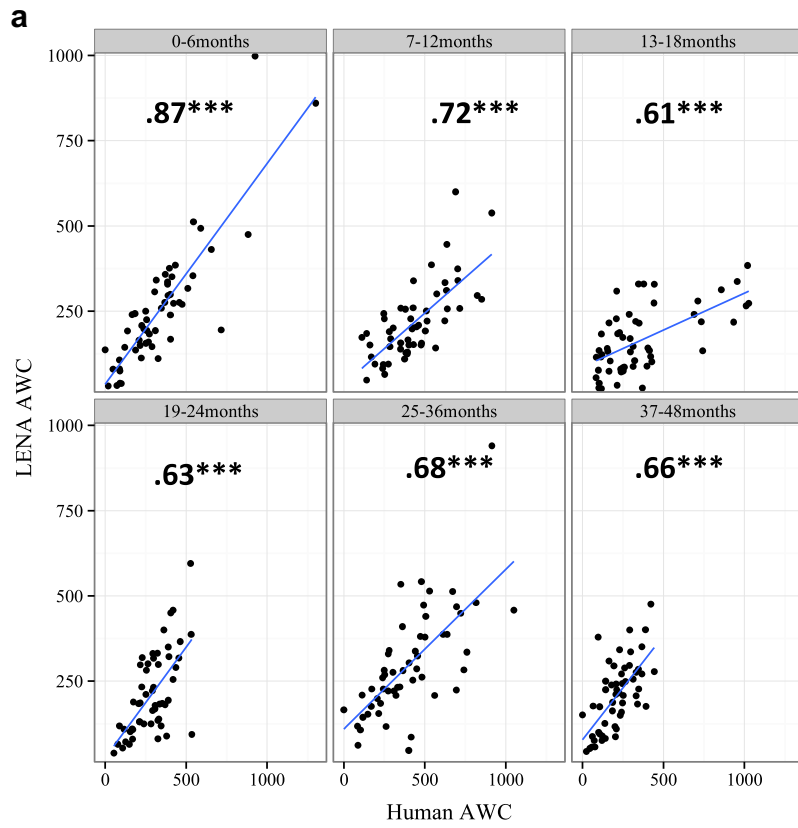 a
0-6months 7-12months 13-18months
1000
.87*** .72*** .61***
750
500
250
19-24months 25-36months 37-48months
1000
.63*** .68*** .66***
750
500
250
0 500 1000 0 500 1000 0 500 1000
LENA AWC
Human AWC